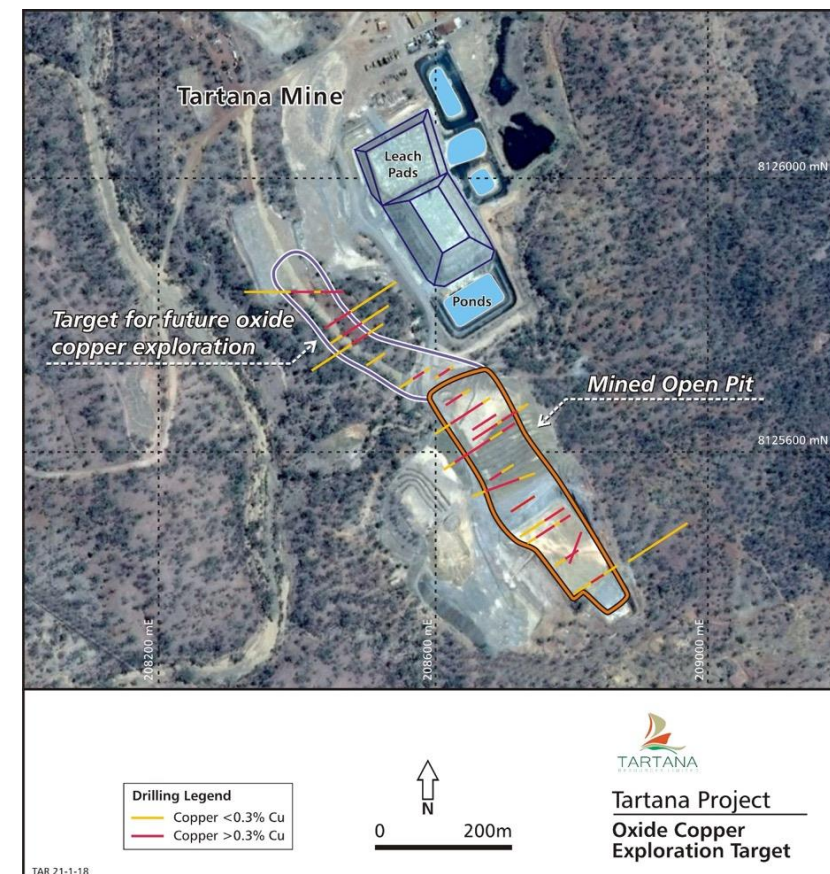 Tartana Mine
Leach
Pads
8126000 mN
Ponds
Target for future oxide
copper exploration
Mined Open Pit
8125600 mN
208200 mE
208600 mE
209000 mE
Drilling Legend
Copper <0.3% Cu
Copper >0.3% Cu
N
0 200m
TARTANA
RESOURCES LIMITED
Tartana Project
Oxide Copper
Exploration Target
TAR 21-1-18